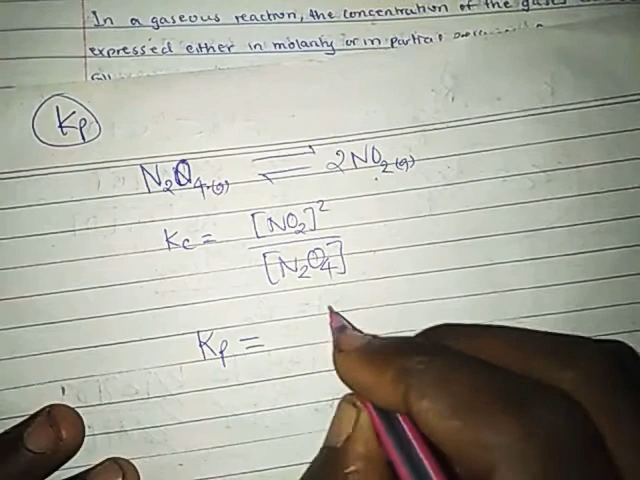 In a gaseous reaction, the concentration of the gases
expressed either in molarity or in partial
Kp
N₂O₄(g) ⇌ 2NO₂(g)
Kc = [NO₂]² / [N₂O₄]
Kp =